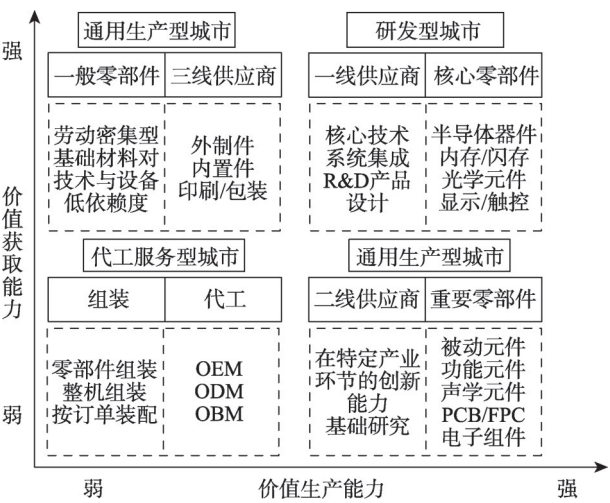 强
价值获取能力
弱
通用生产型城市
一般零部件
三线供应商
劳动密集型
基础材料对
技术与设备
低依赖度
外制件
内置件
印刷/包装
研发型城市
一线供应商
核心零部件
核心技术
系统集成
R&D产品
设计
半导体器件
内存/闪存
光学元件
显示/触控
代工服务型城市
组装
代工
零部件组装
整机组装
按订单装配
OEM
ODM
OBM
通用生产型城市
二线供应商
重要零部件
在特定产业
环节的创新
能力
基础研究
被动元件
功能元件
声学元件
PCB/FPC
电子组件
弱
价值生产能力
强